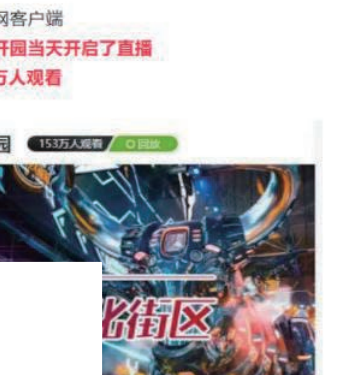 网客户端
开园当天开启了直播
万人观看
园 153万人观看 回放
北街区